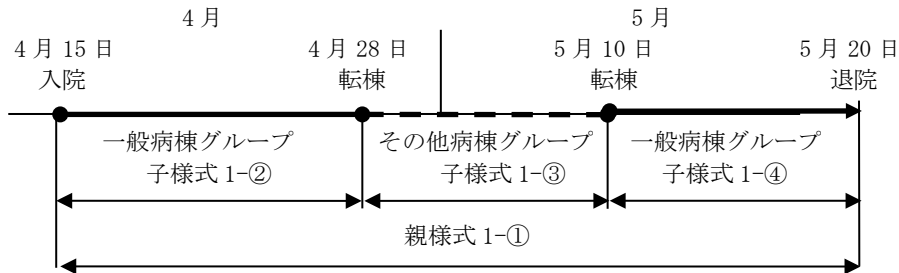 4月 5月
4月15日 4月28日 5月10日 5月20日
入院 転棟 転棟 退院
一般病棟グループ その他病棟グループ 一般病棟グループ
子様式1-② 子様式1-③ 子様式1-④
親様式1-①